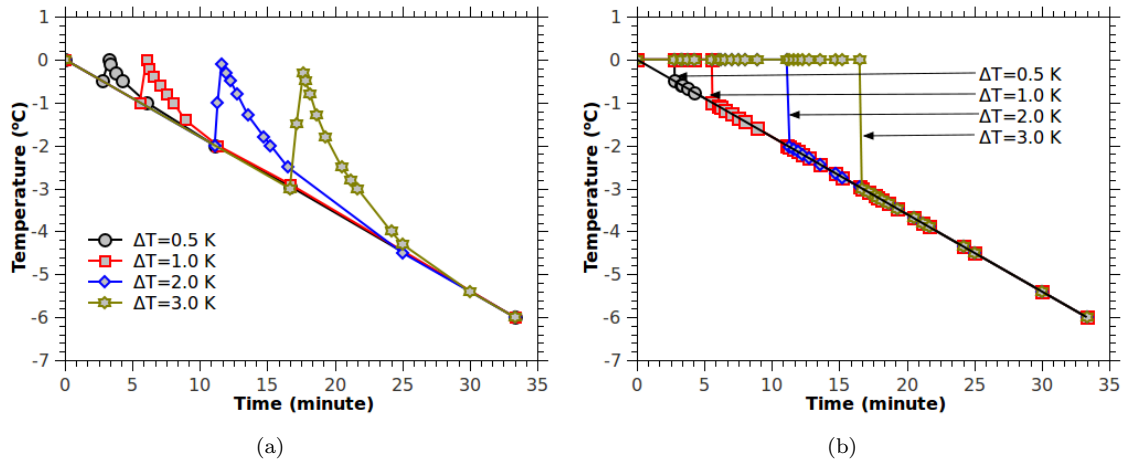 1
0
-1
-2
-3
-4
-5
-6
-7
Temperature (ºC)
ΔT=0.5 K
ΔT=1.0 K
ΔT=2.0 K
ΔT=3.0 K
0 5 10 15 20 25 30 35
Time (minute)
(a)
1
0
-1
-2
-3
-4
-5
-6
-7
Temperature (ºC)
ΔT=0.5 K
ΔT=1.0 K
ΔT=2.0 K
ΔT=3.0 K
0 5 10 15 20 25 30 35
Time (minute)
(b)